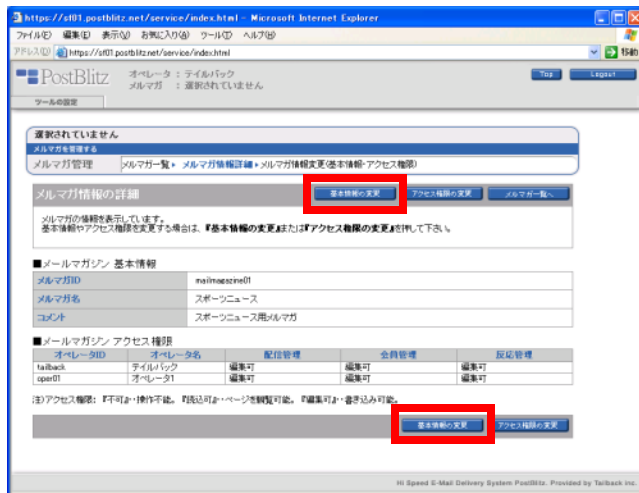 https://sf01.postblitz.net/service/index.html - Microsoft Internet Explorer
ファイル(F) 編集(E) 表示(V) お気に入り(A) ツール(T) ヘルプ(H)
アドレス(D) https://sf01.postblitz.net/service/index.html 移動
PostBlitz オペレータ : テイルバック Top Logout
メルマガ : 選択されていません
ツールの設定
選択されていません
メルマガを管理する
メルマガ管理 メルマガ一覧 メルマガ情報詳細 メルマガ情報変更(基本情報・アクセス権限)
メルマガ情報の詳細 基本情報の変更 アクセス権限の変更 メルマガ一覧へ
メルマガの情報を表示しています。
基本情報やアクセス権限を変更する場合は、『基本情報の変更』または『アクセス権限の変更』を押して下さい。
■メールマガジン 基本情報
メルマガID mailmagazine01
メルマガ名 スポーツニュース
コメント スポーツニュース用メルマガ
■メールマガジン アクセス権限
オペレータID オペレータ名 配信管理 会員管理 反応管理
tailback テイルバック 編集可 編集可 編集可
oper01 オペレータ1 編集可 編集可 編集可
注)アクセス権限: 『不可』・・操作不能。『読込可』・・ページを閲覧可能。『編集可』・・書き込み可能。
基本情報の変更 アクセス権限の変更
Hi Speed E-Mail Delivery System PostBlitz. Provided by Tailback inc.